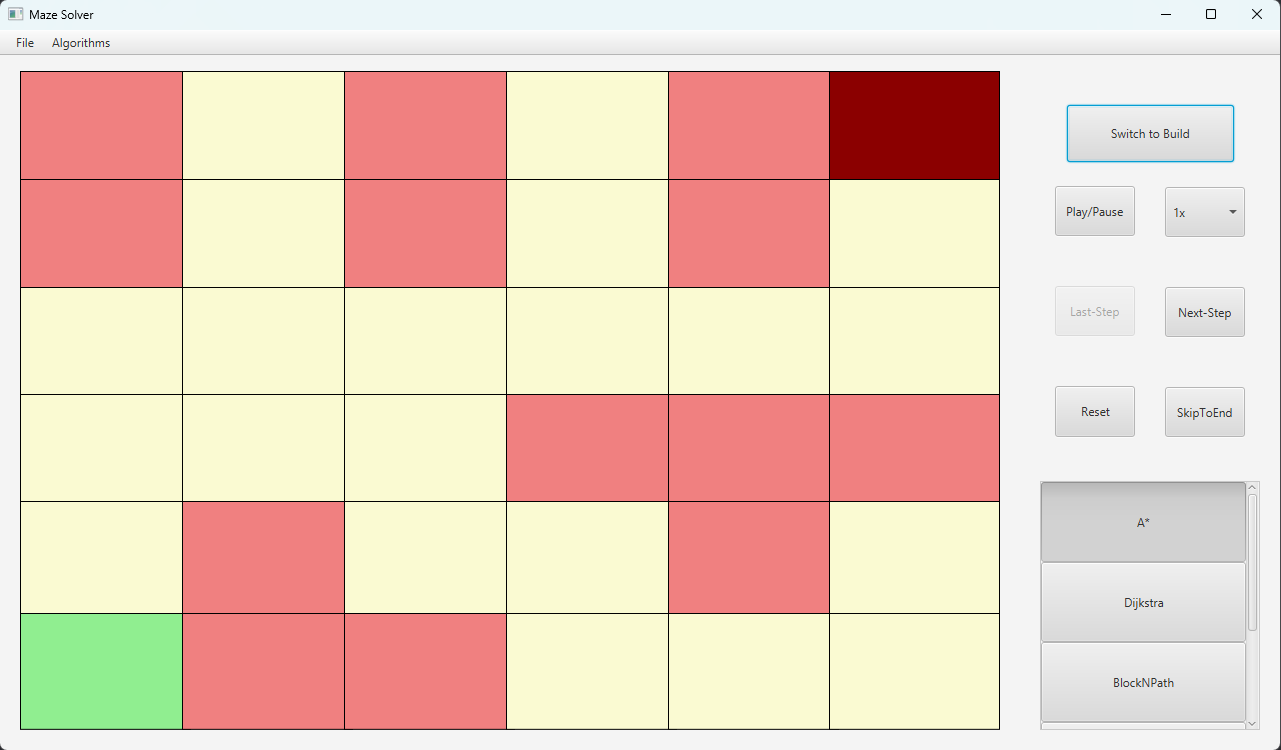 Maze Solver
File Algorithms
Switch to Build
Play/Pause 1x
Last-Step Next-Step
Reset SkipToEnd
A*
Dijkstra
BlockNPath